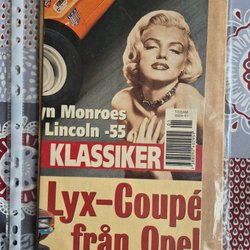 yn Monroes
Lincoln -55
KLASSIKER
Lyx-Coupé
från Opel